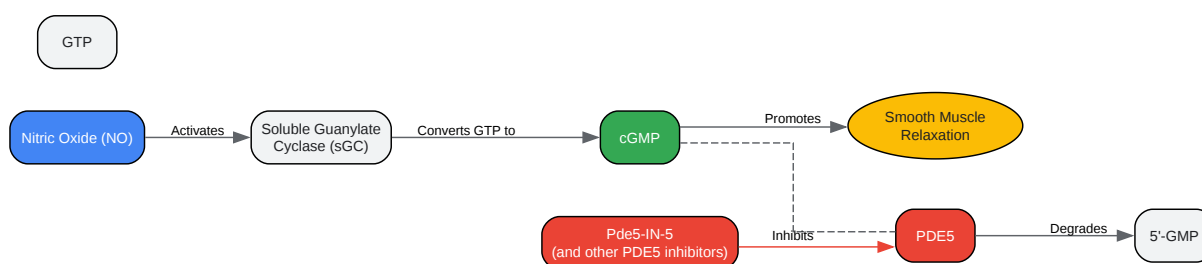 GTP
Nitric Oxide (NO)
Activates
Soluble Guanylate
Cyclase (sGC)
Converts GTP to
cGMP
Promotes
Smooth Muscle
Relaxation
Pde5-IN-5
(and other PDE5 inhibitors)
Inhibits
PDE5
Degrades
5'-GMP